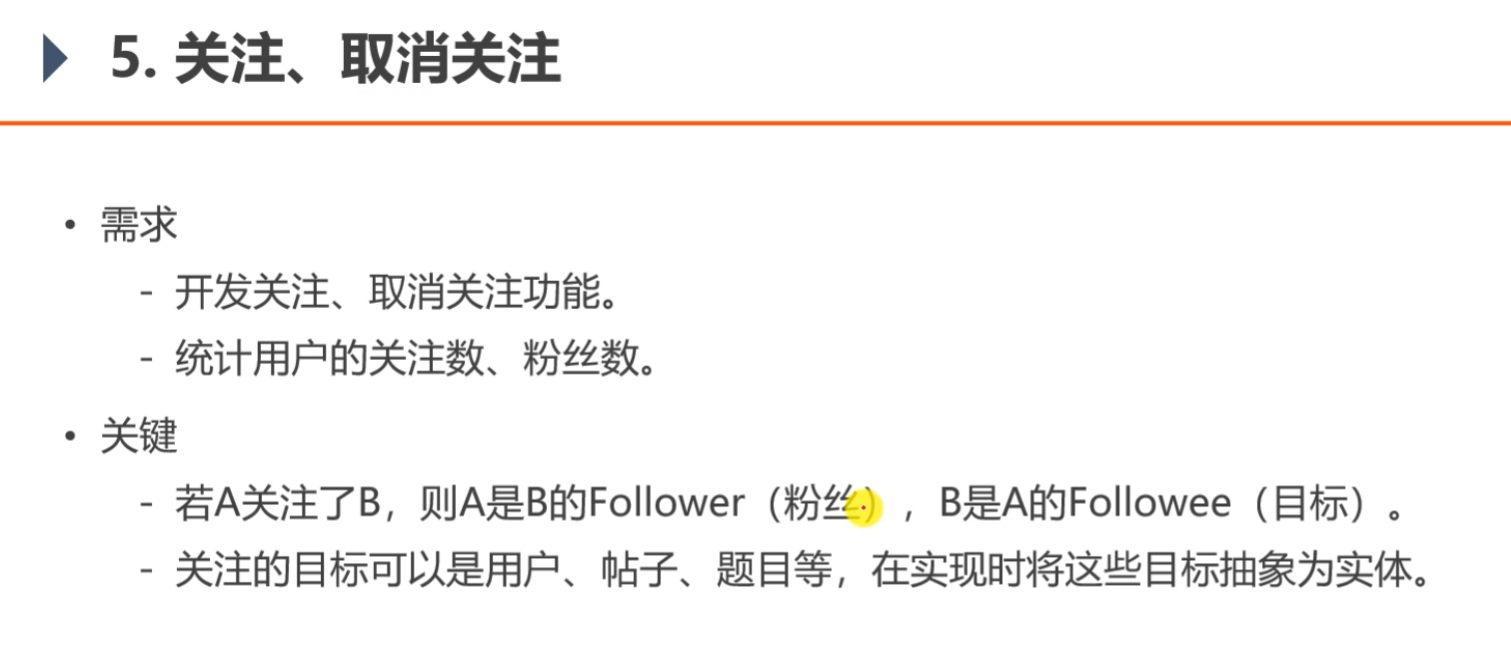 5. 关注、取消关注
• 需求
- 开发关注、取消关注功能。
- 统计用户的关注数、粉丝数。
• 关键
- 若A关注了B，则A是B的Follower（粉丝），B是A的Followee（目标）。
- 关注的目标可以是用户、帖子、题目等，在实现时将这些目标抽象为实体。